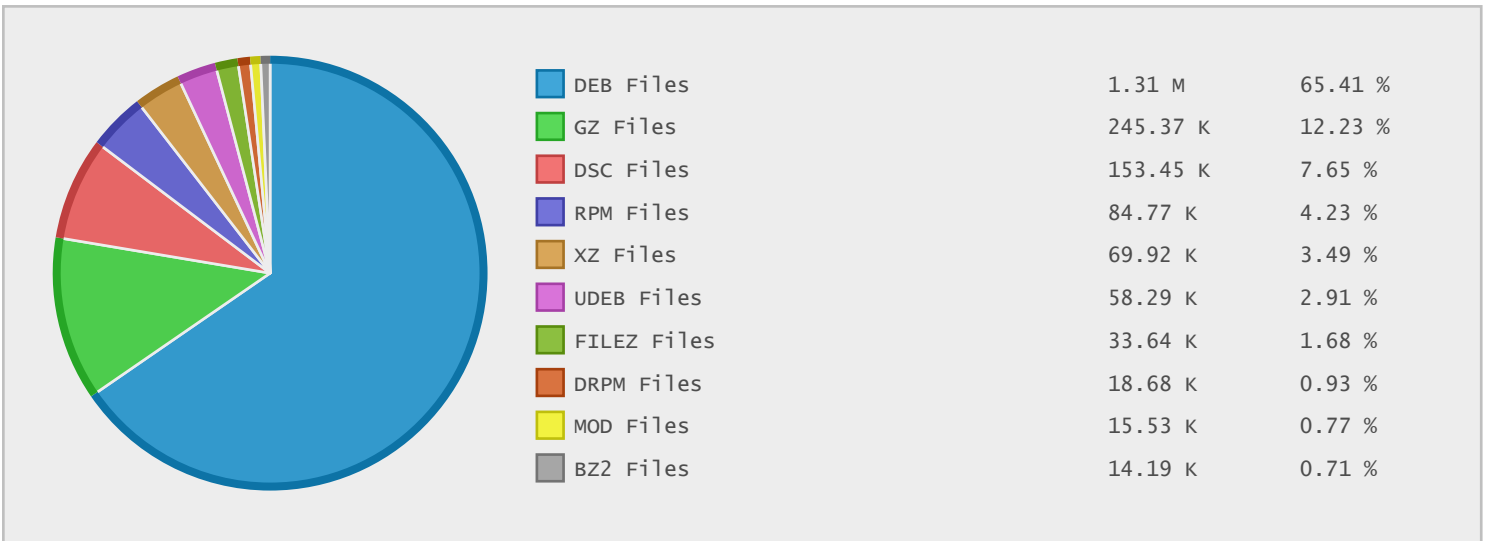 DEB Files 1.31 M 65.41 %
GZ Files 245.37 K 12.23 %
DSC Files 153.45 K 7.65 %
RPM Files 84.77 K 4.23 %
XZ Files 69.92 K 3.49 %
UDEB Files 58.29 K 2.91 %
FILEZ Files 33.64 K 1.68 %
DRPM Files 18.68 K 0.93 %
MOD Files 15.53 K 0.77 %
BZ2 Files 14.19 K 0.71 %